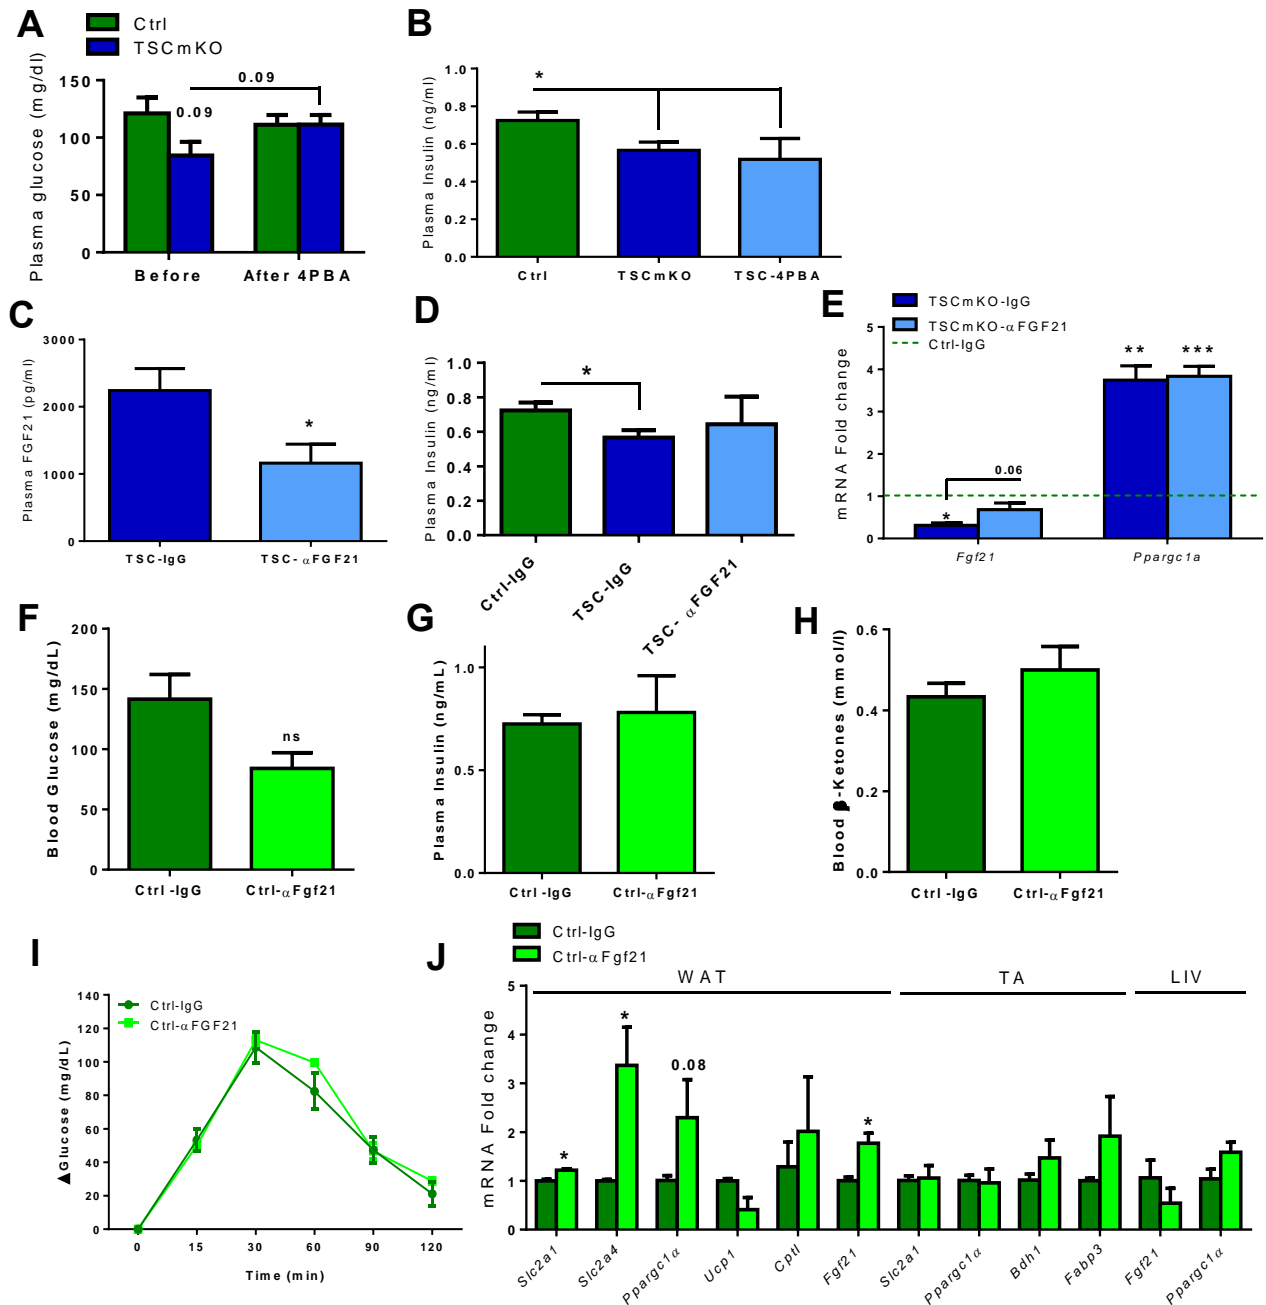 A
Ctrl
TSCmKO
Plasma glucose (mg/dl)
150
100
50
0
0.09
0.09
Before
After 4PBA
B
Plasma Insulin (ng/ml)
1.0
0.8
0.6
0.4
0.2
0.0
*
Ctrl
TSCmKO
TSC-4PBA
C
Plasma FGF21 (pg/ml)
3000
2000
1000
0
*
TSC-IgG
TSC-αFGF21
D
Plasma Insulin (ng/ml)
1.0
0.8
0.6
0.4
0.2
0.0
*
Ctrl-IgG
TSC-IgG
TSC- αFGF21
E
TSCmKO-IgG
TSCmKO-αFGF21
Ctrl-IgG
mRNA Fold change
5
4
3
2
1
0
*
0.06
**
***
Fgf21
Ppargc1a
F
Blood Glucose (mg/dL)
200
150
100
50
0
ns
Ctrl-IgG
Ctrl-αFgf21
G
Plasma Insulin (ng/mL)
1.0
0.5
0.0
Ctrl-IgG
Ctrl-αFgf21
H
Blood β-Ketones (mmol/l)
0.6
0.4
0.2
0.0
Ctrl-IgG
Ctrl-αFgf21
I
Ctrl-IgG
Ctrl-αFGF21
▲Glucose (mg/dL)
140
120
100
80
60
40
20
0
0
15
30
60
90
120
Time (min)
J
Ctrl-IgG
Ctrl-αFgf21
WAT
TA
LIV
mRNA Fold change
5
4
3
2
1
0
*
*
0.08
*
Slc2a1
Slc2a4
Ppargc1α
Ucp1
CptI
Fgf21
Slc2a1
Ppargc1α
Bdh1
Fabp3
Fgf21
Ppargc1α